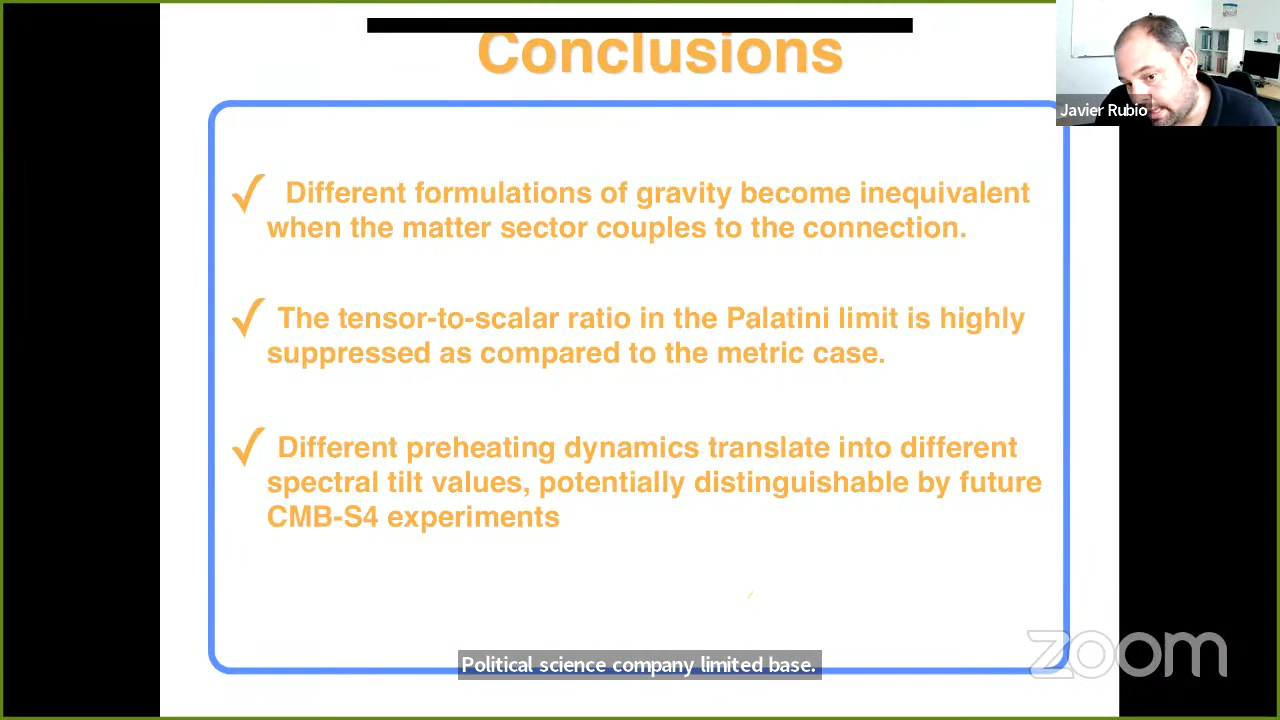 Conclusions
Javier Rubio
✓ Different formulations of gravity become inequivalent
when the matter sector couples to the connection.
✓ The tensor-to-scalar ratio in the Palatini limit is highly
suppressed as compared to the metric case.
✓ Different preheating dynamics translate into different
spectral tilt values, potentially distinguishable by future
CMB-S4 experiments
Political science company limited base.
zoom